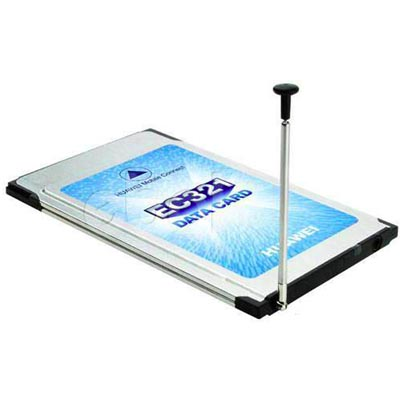 HUAWEI Mobile Connect
EC321
DATA CARD
HUAWEI